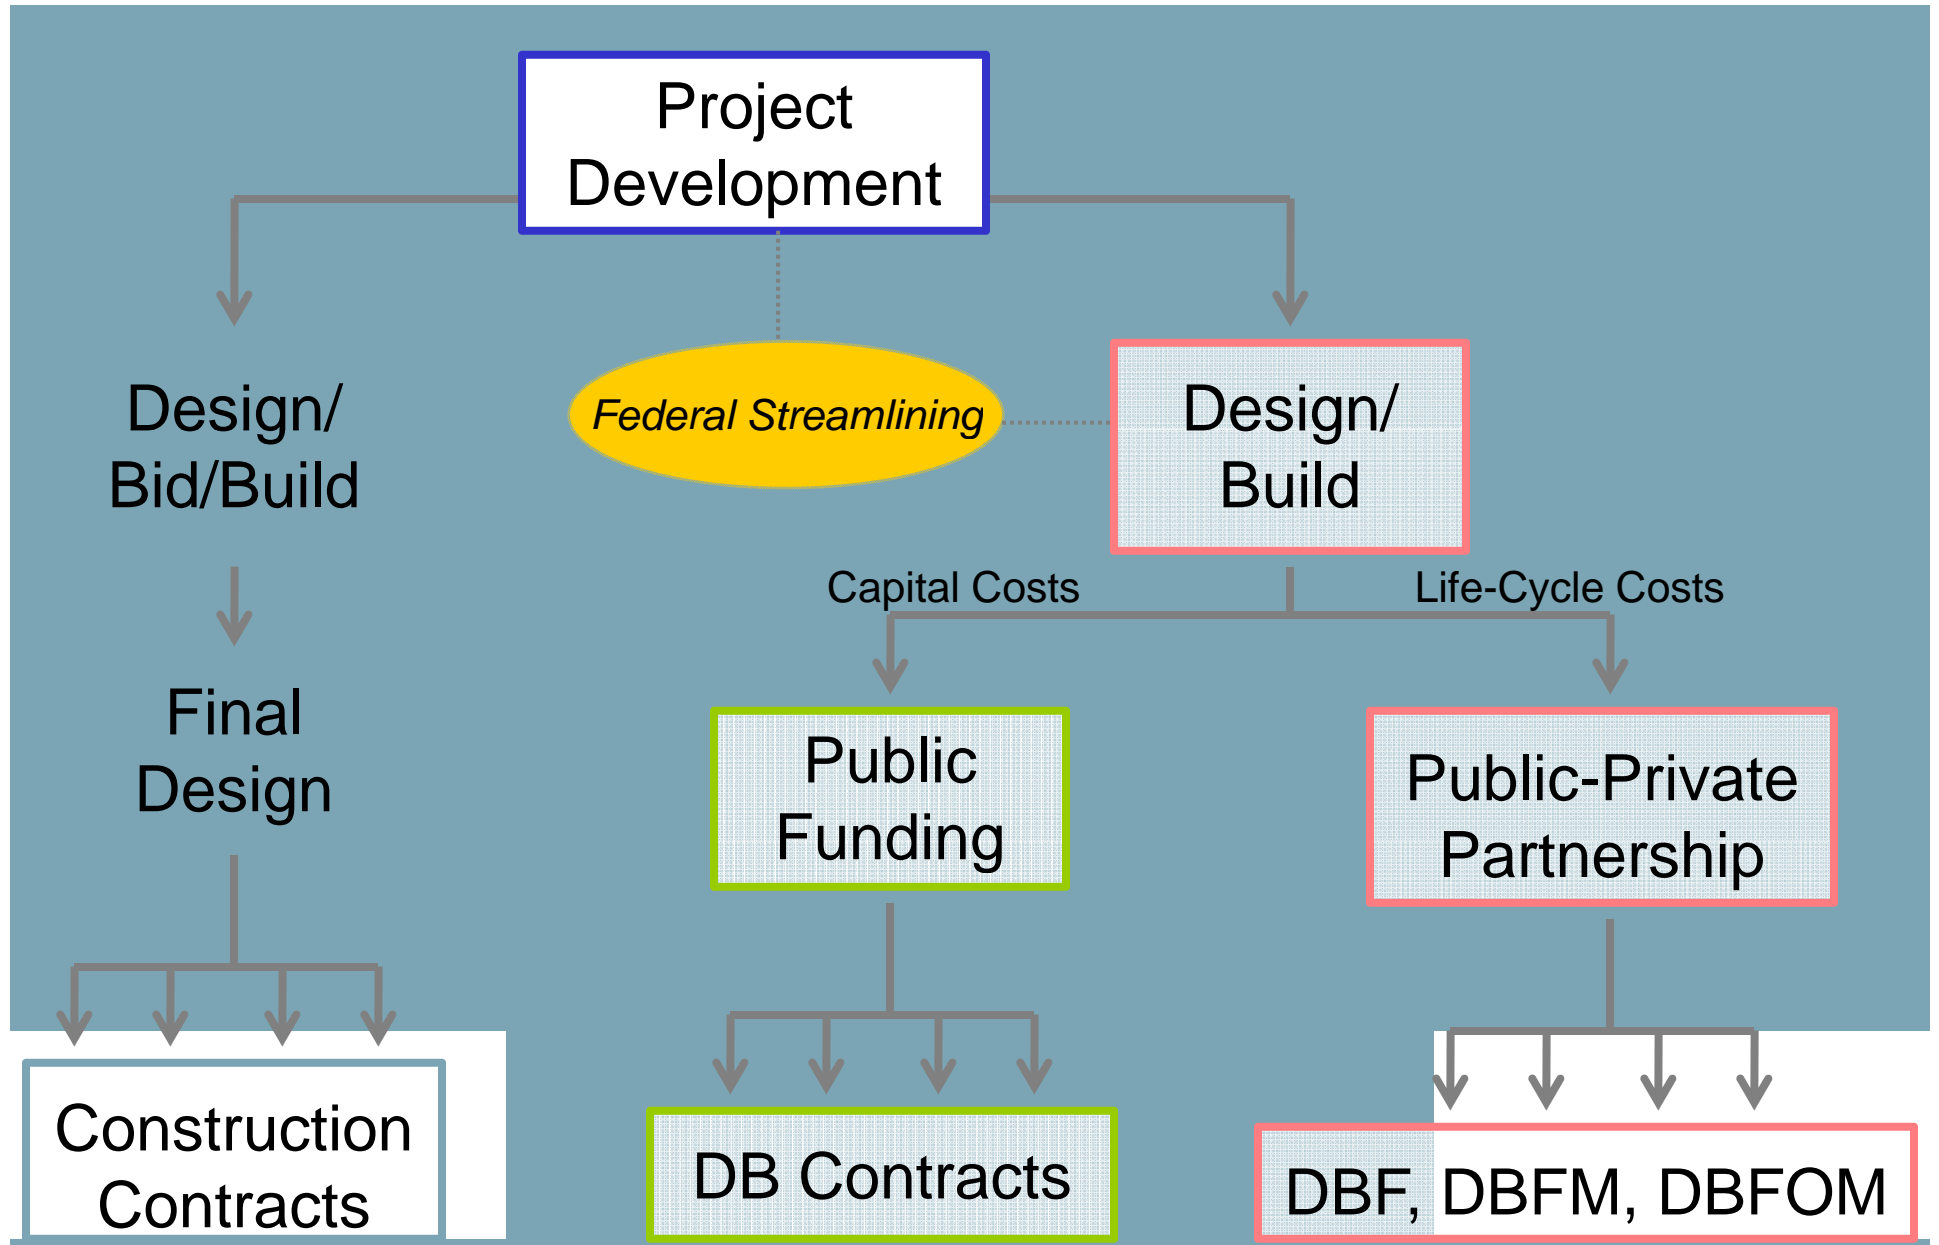 Project
Development
Design/
Bid/Build
Federal Streamlining
Design/
Build
Capital Costs
Life-Cycle Costs
Final
Design
Public
Funding
Public-Private
Partnership
Construction
Contracts
DB Contracts
DBF, DBFM, DBFOM